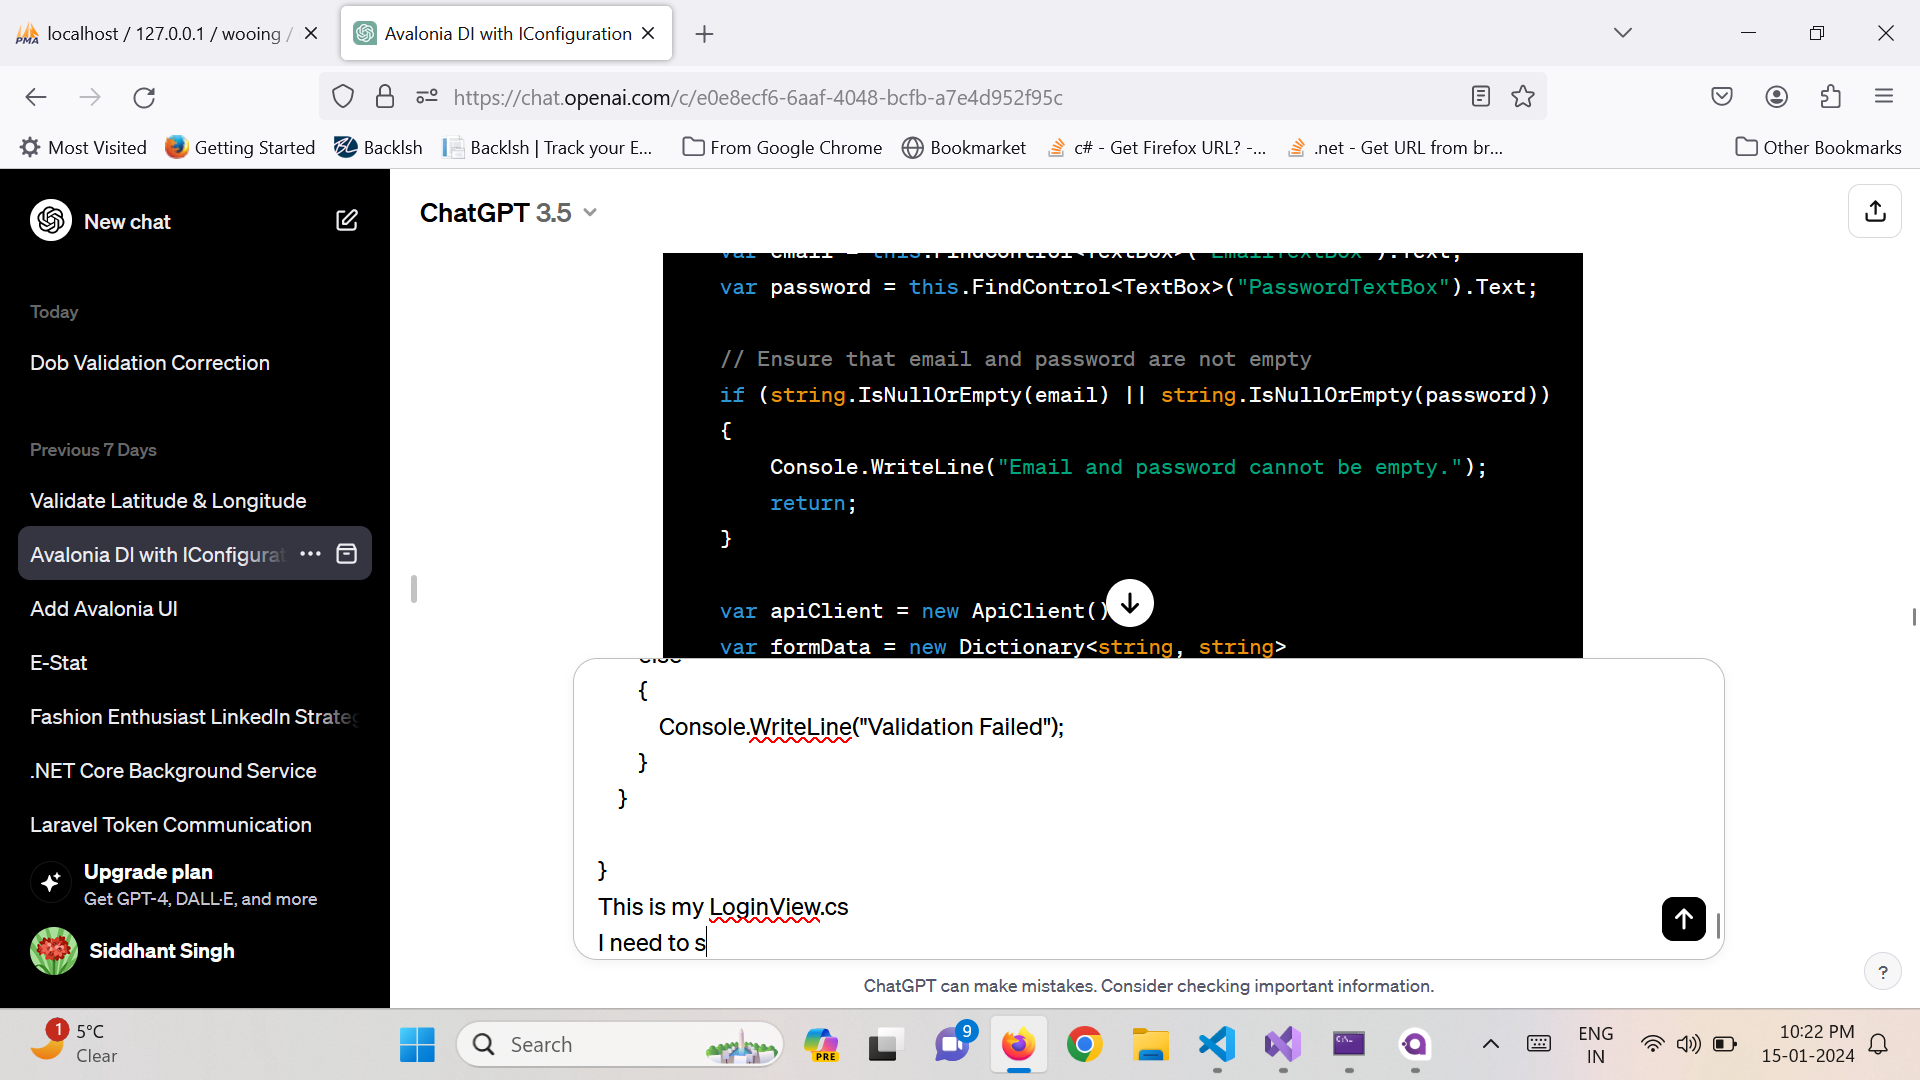 localhost / 127.0.0.1 / wooing /
Avalonia DI with IConfiguration
https://chat.openai.com/c/e0e8ecf6-6aaf-4048-bcfb-a7e4d952f95c
Most Visited
Getting Started
Backlsh
Backlsh | Track your E...
From Google Chrome
Bookmarket
c# - Get Firefox URL? -...
.net - Get URL from br...
Other Bookmarks
New chat
Today
Dob Validation Correction
Previous 7 Days
Validate Latitude & Longitude
Avalonia DI with IConfigurat
Add Avalonia UI
E-Stat
Fashion Enthusiast LinkedIn Strateg
.NET Core Background Service
Laravel Token Communication
Upgrade plan
Get GPT-4, DALL·E, and more
Siddhant Singh
ChatGPT 3.5
var email = this.FindControl<TextBox>("EmailTextBox").Text;
var password = this.FindControl<TextBox>("PasswordTextBox").Text;
// Ensure that email and password are not empty
if (string.IsNullOrEmpty(email) || string.IsNullOrEmpty(password))
{
Console.WriteLine("Email and password cannot be empty.");
return;
}
var apiClient = new ApiClient()
var formData = new Dictionary<string, string>
else
{
Console.WriteLine("Validation Failed");
}
}
}
This is my LoginView.cs
I need to s
ChatGPT can make mistakes. Consider checking important information.
?
1
5°C
Clear
Search
PRE
9
ENG
IN
10:22 PM
15-01-2024